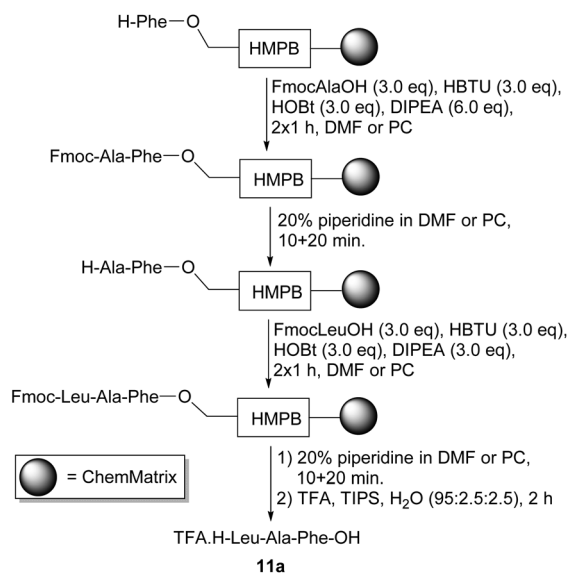 H-Phe—O
HMPB
FmocAlaOH (3.0 eq), HBTU (3.0 eq),
HOBt (3.0 eq), DIPEA (6.0 eq),
2x1 h, DMF or PC
Fmoc-Ala-Phe—O
HMPB
20% piperidine in DMF or PC,
10+20 min.
H-Ala-Phe—O
HMPB
FmocLeuOH (3.0 eq), HBTU (3.0 eq),
HOBt (3.0 eq), DIPEA (3.0 eq),
2x1 h, DMF or PC
Fmoc-Leu-Ala-Phe—O
HMPB
1) 20% piperidine in DMF or PC,
10+20 min.
2) TFA, TIPS, H₂O (95:2.5:2.5), 2 h
= ChemMatrix
TFA.H-Leu-Ala-Phe-OH
11a